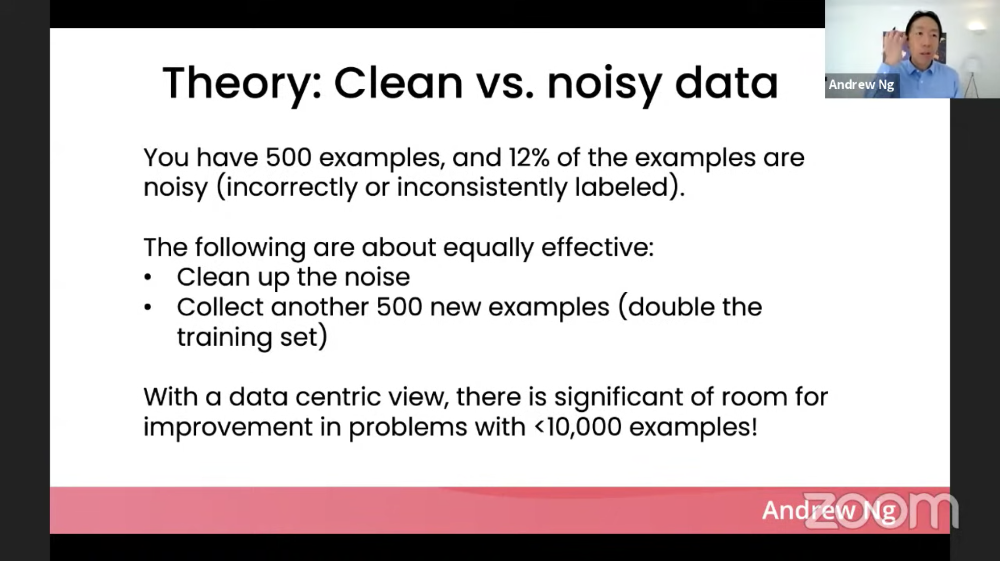 Theory: Clean vs. noisy data
Andrew Ng
You have 500 examples, and 12% of the examples are
noisy (incorrectly or inconsistently labeled).
The following are about equally effective:
• Clean up the noise
• Collect another 500 new examples (double the
training set)
With a data centric view, there is significant of room for
improvement in problems with <10,000 examples!
Andrew Ng
zoom